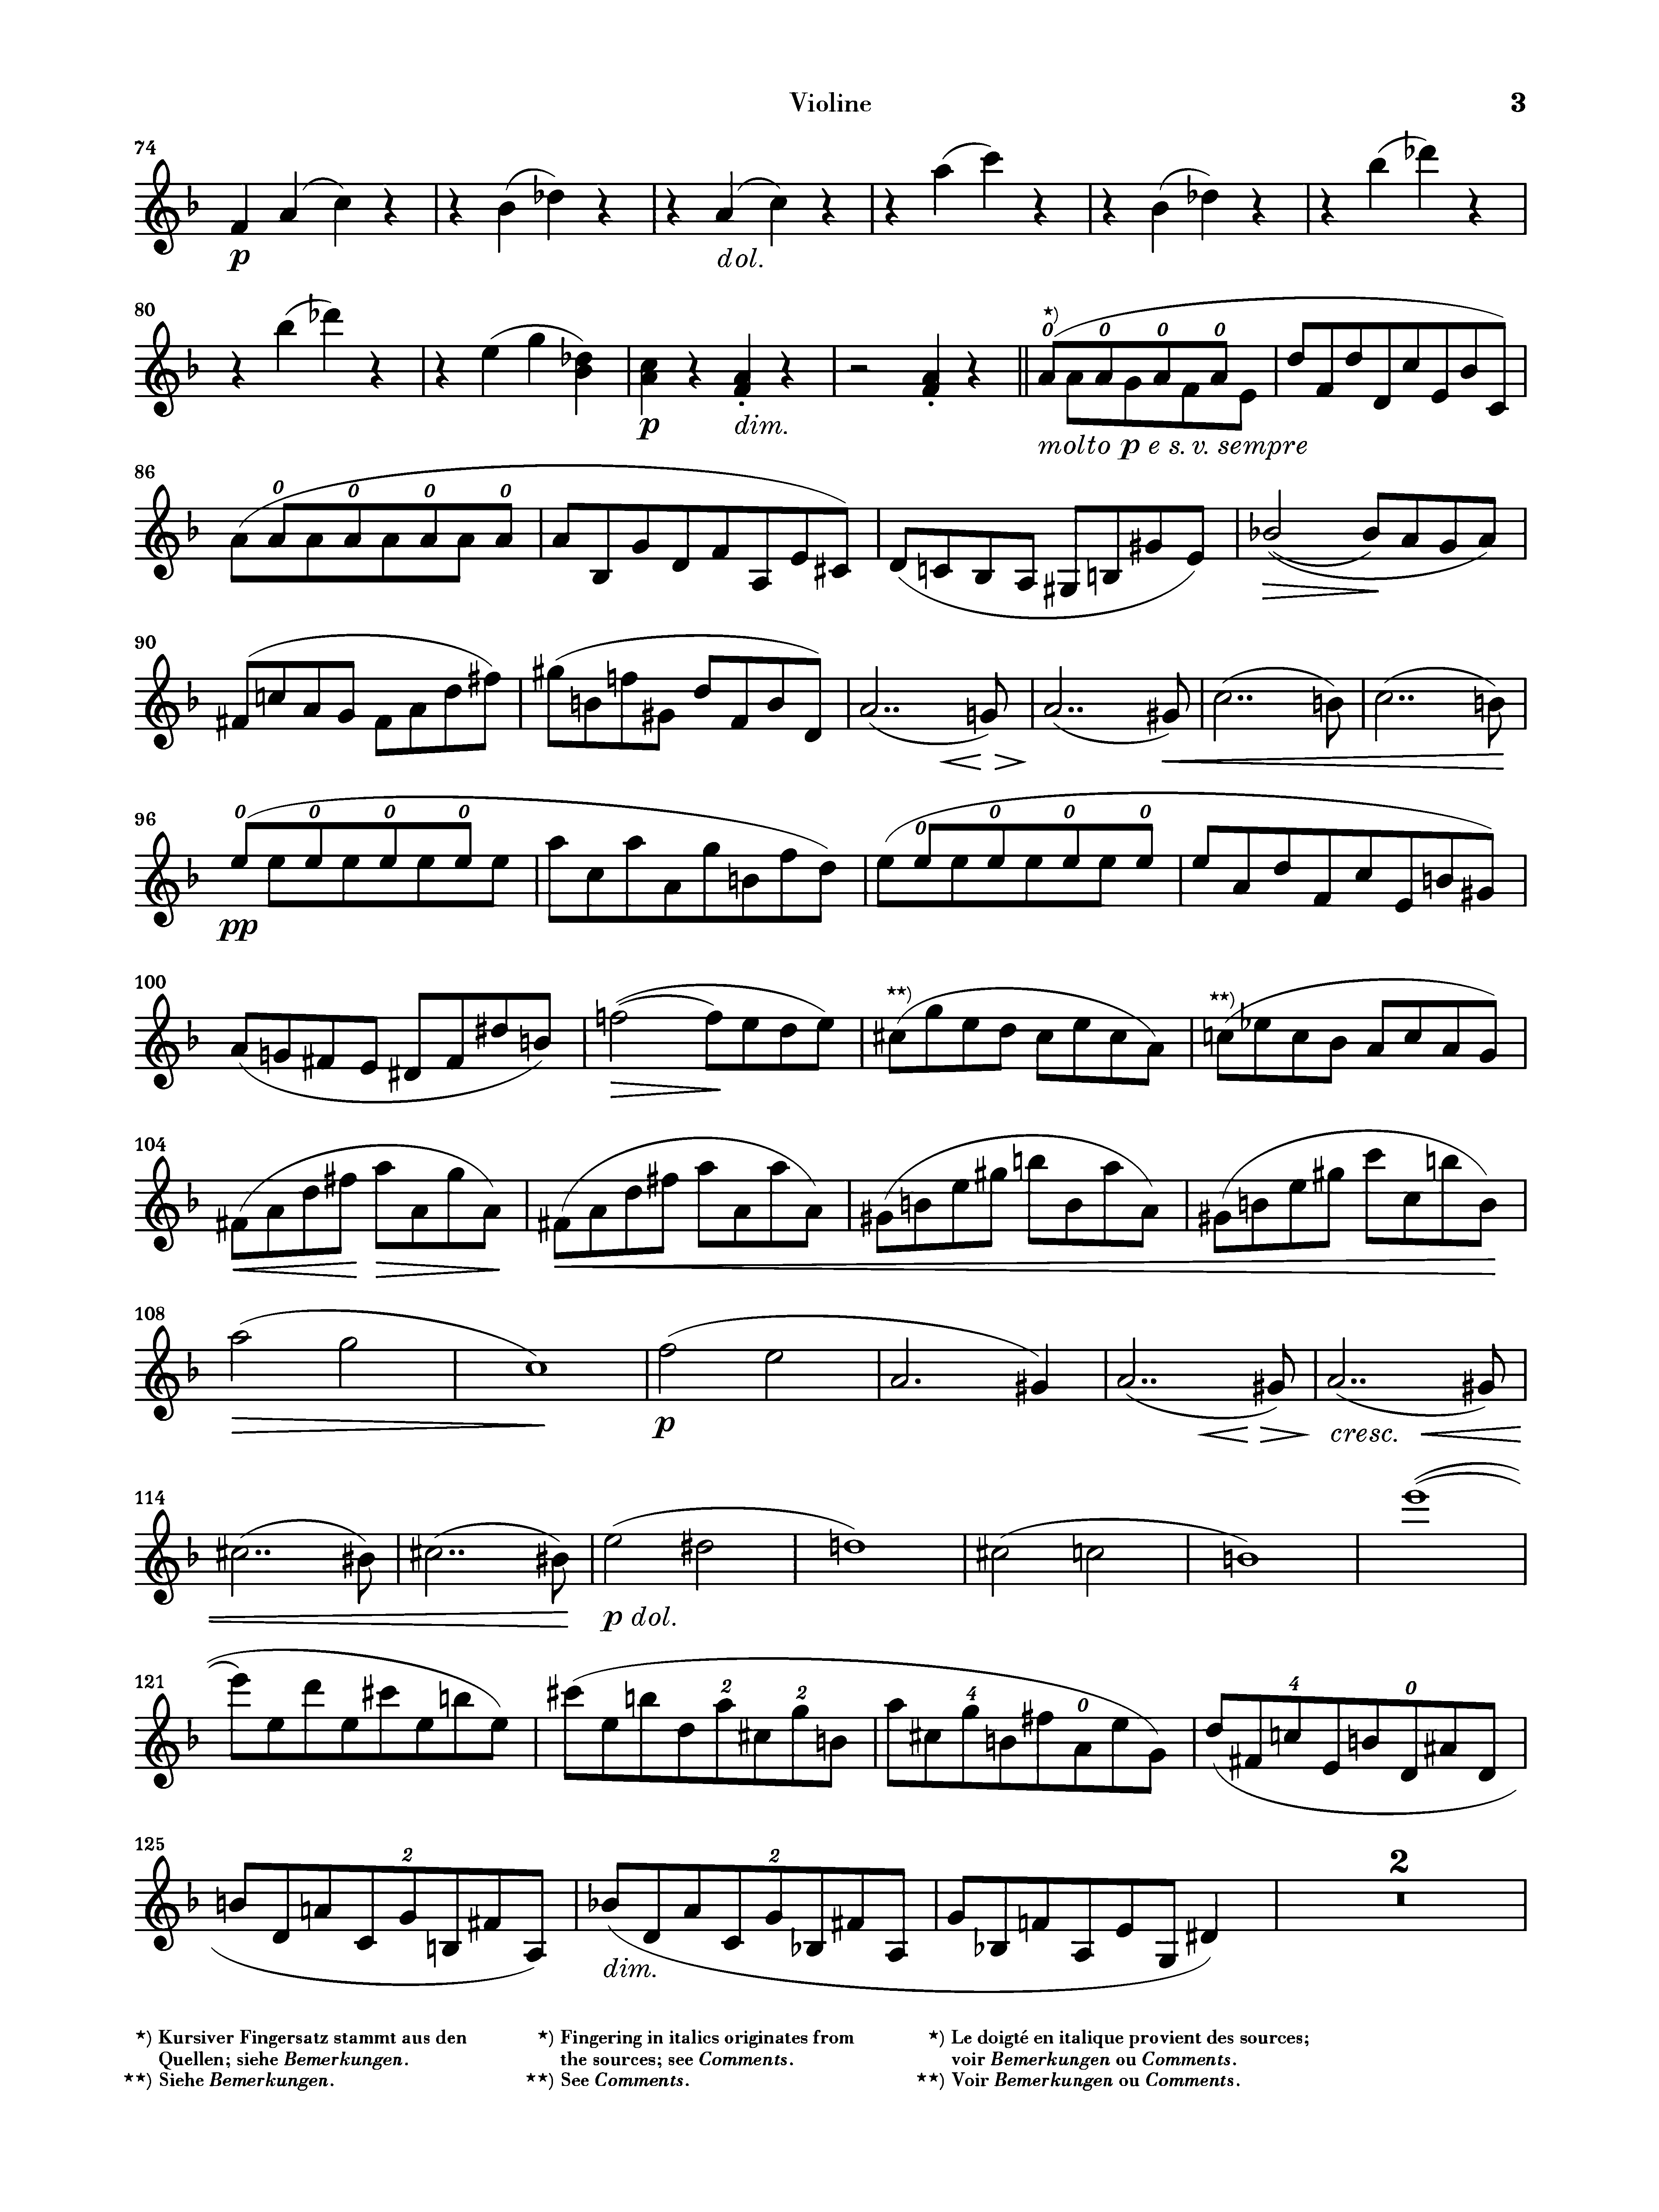 Violine 3
74
p dol.
80
*) 0 0 0 0
p dim. molto p e s. v. sempre
86
0 0 0 0
90
96
0 0 0 0 0 0 0 0
pp
100
**) **)
104
108
p cresc.
114
p dol.
121
2 2 4 0 4 0
125
2 2 2
dim.
*) Kursiver Fingersatz stammt aus den
Quellen; siehe Bemerkungen.
**) Siehe Bemerkungen.
*) Fingering in italics originates from
the sources; see Comments.
**) See Comments.
*) Le doigté en italique provient des sources;
voir Bemerkungen ou Comments.
**) Voir Bemerkungen ou Comments.